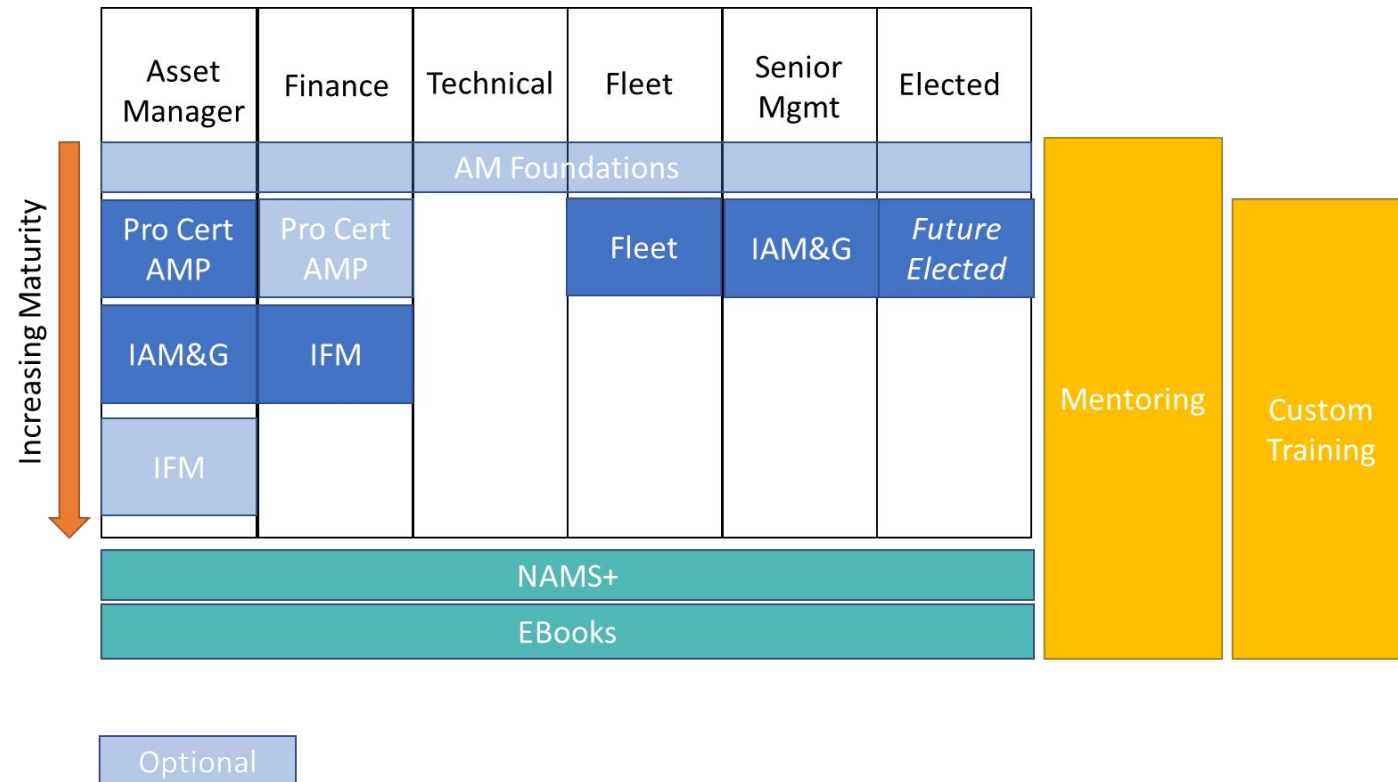 Asset
Manager
Finance
Technical
Fleet
Senior
Mgmt
Elected
Increasing Maturity
AM Foundations
Pro Cert
AMP
Pro Cert
AMP
Fleet
IAM&G
Future
Elected
IAM&G
IFM
IFM
Mentoring
Custom
Training
NAMS+
EBooks
Optional